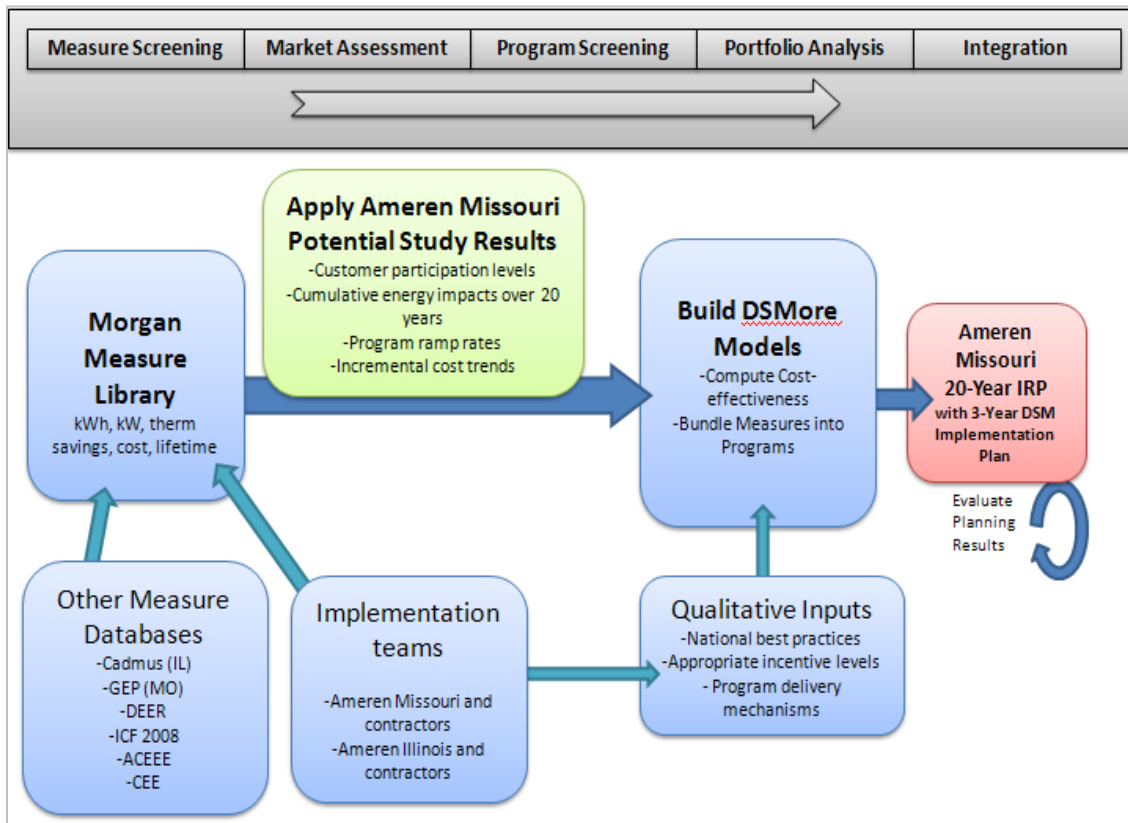 Measure Screening
Market Assessment
Program Screening
Portfolio Analysis
Integration
Apply Ameren Missouri
Potential Study Results
-Customer participation levels
-Cumulative energy impacts over 20
years
-Program ramp rates
-Incremental cost trends
Morgan
Measure
Library
kWh, kW, therm
savings, cost, lifetime
Build DSMore
Models
-Compute Cost-
effectiveness
-Bundle Measures into
Programs
Ameren
Missouri
20-Year IRP
with 3-Year DSM
Implementation
Plan
Evaluate
Planning
Results
Other Measure
Databases
-Cadmus (IL)
-GEP (MO)
-DEER
-ICF 2008
-ACEEE
-CEE
Implementation
teams
-Ameren Missouri and
contractors
-Ameren Illinois and
contractors
Qualitative Inputs
-National best practices
-Appropriate incentive levels
- Program delivery
mechanisms